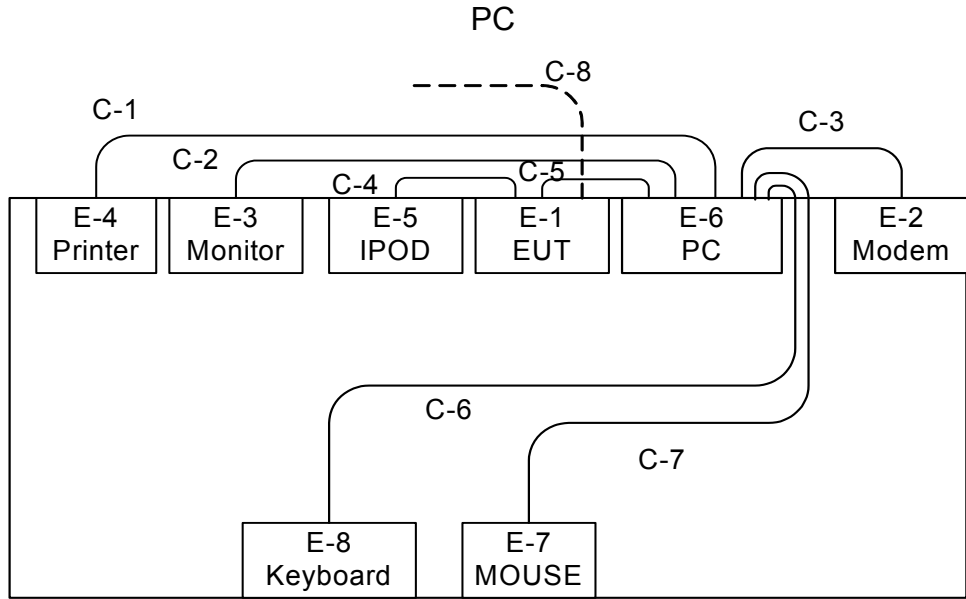 PC
C-8
C-1
C-3
C-2
C-4
C-5
E-4
Printer
E-3
Monitor
E-5
IPOD
E-1
EUT
E-6
PC
E-2
Modem
C-6
C-7
E-8
Keyboard
E-7
MOUSE